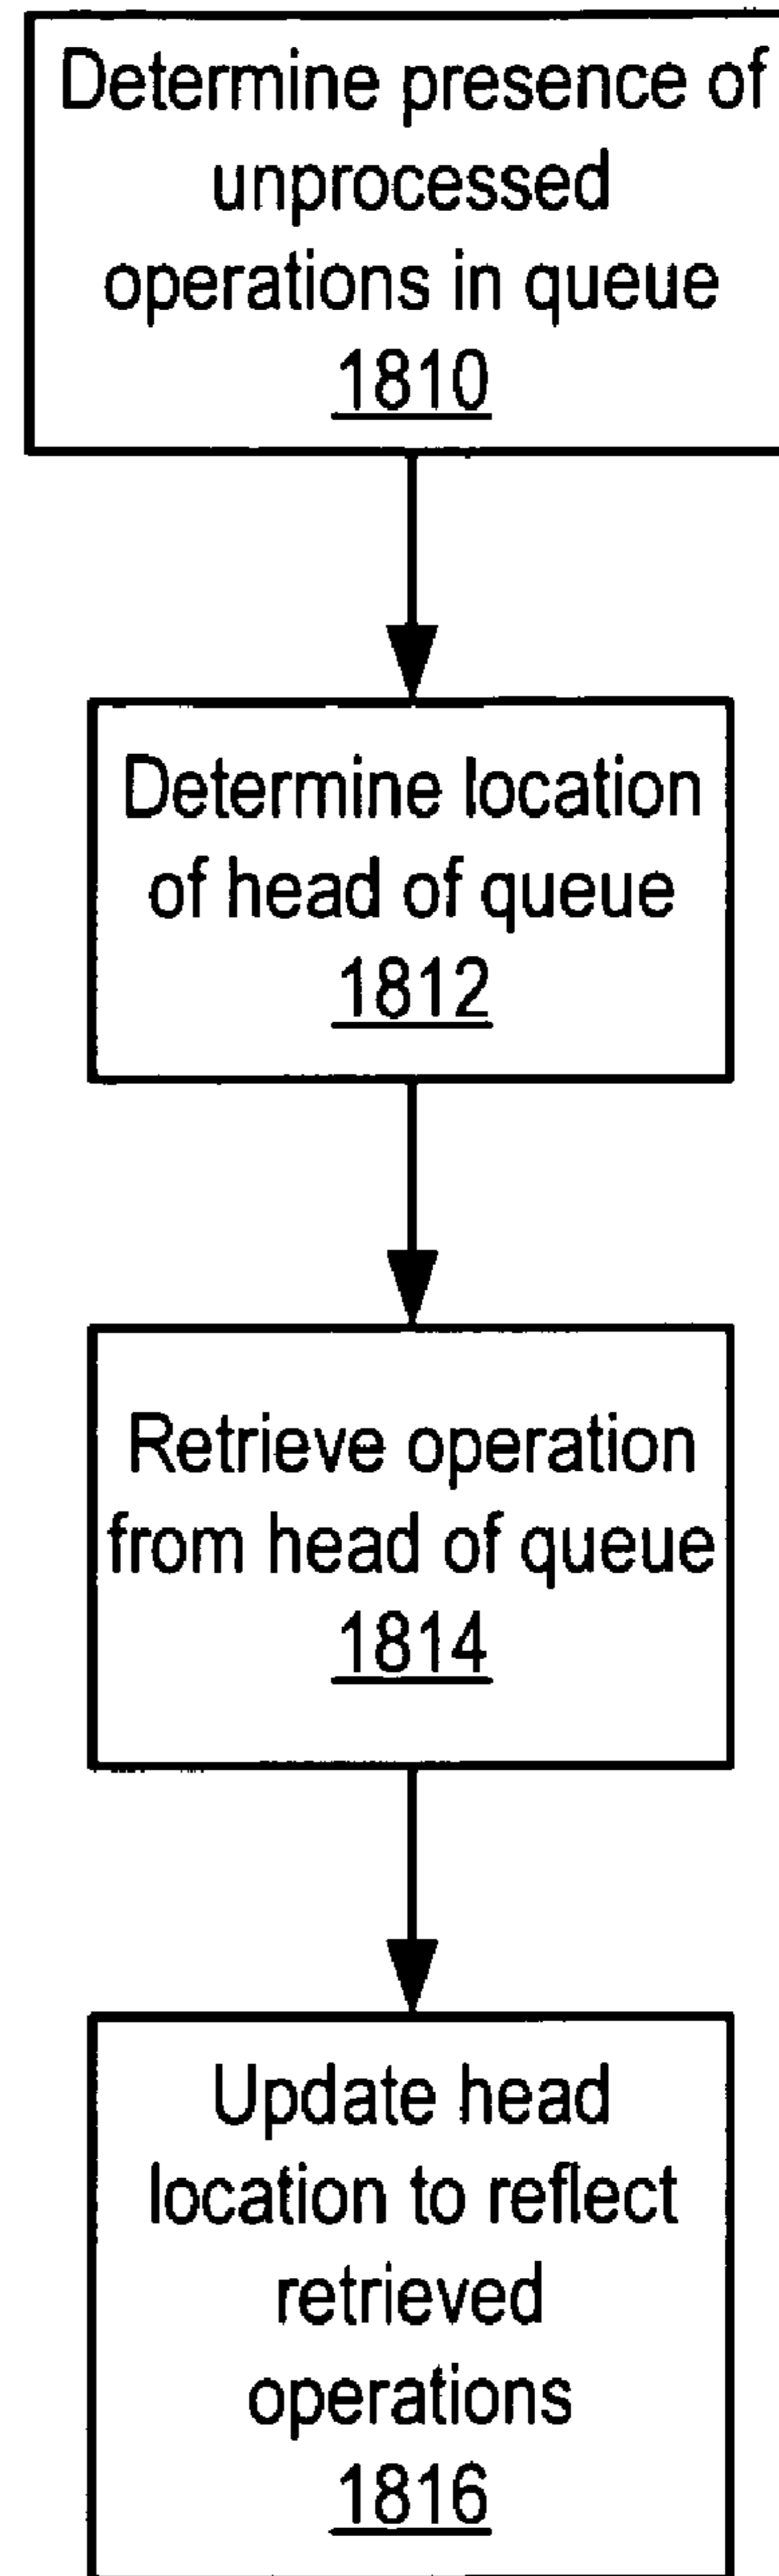 Determine presence of
unprocessed
operations in queue
1810
Determine location
of head of queue
1812
Retrieve operation
from head of queue
1814
Update head
location to reflect
retrieved
operations
1816